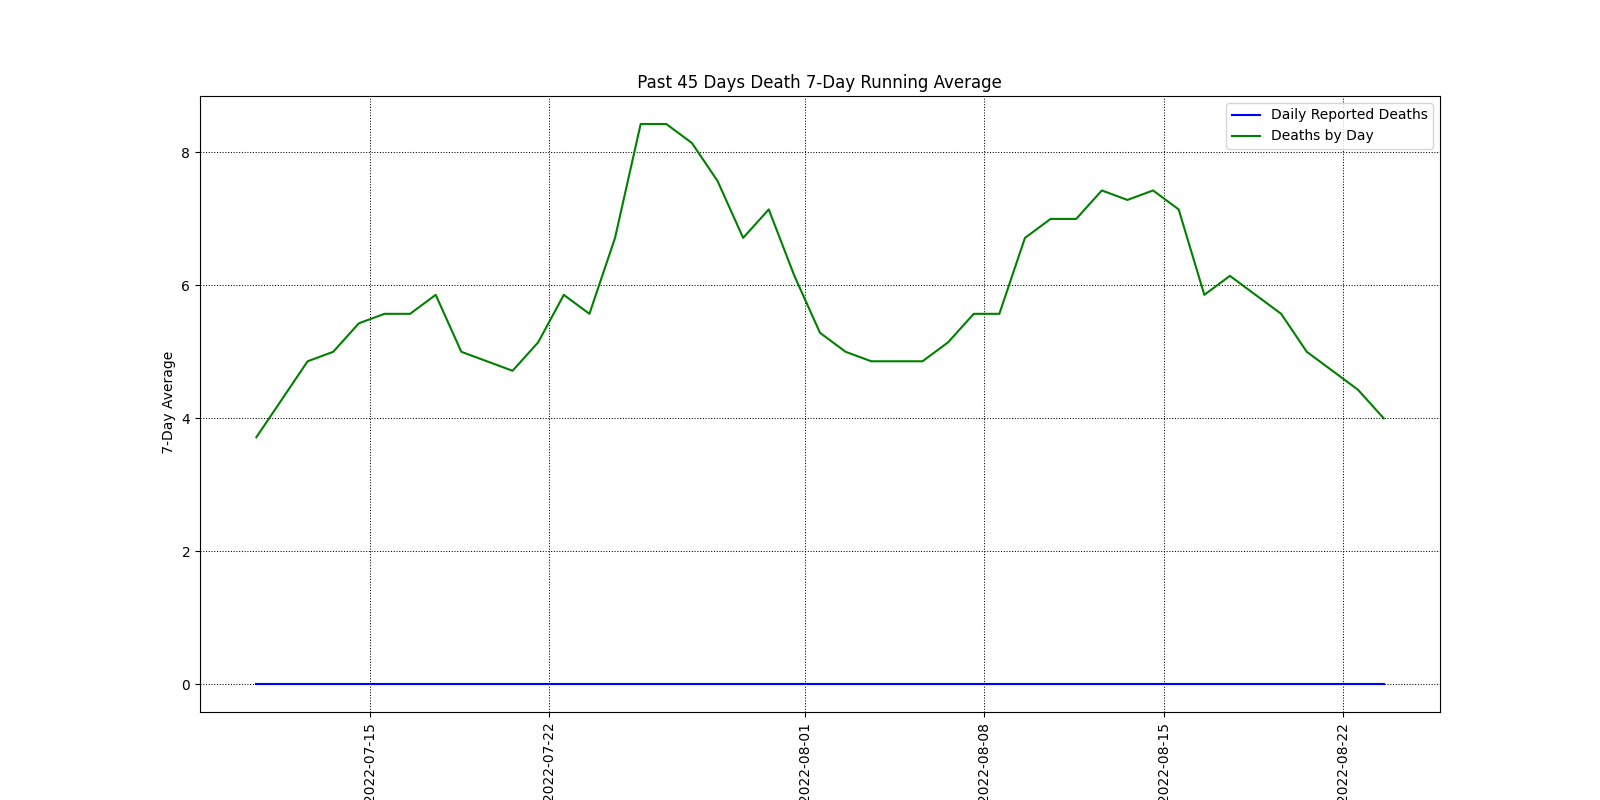 Past 45 Days Death 7-Day Running Average
Daily Reported Deaths
Deaths by Day
7-Day Average
8
6
4
2
0
2022-07-15
2022-07-22
2022-08-01
2022-08-08
2022-08-15
2022-08-22